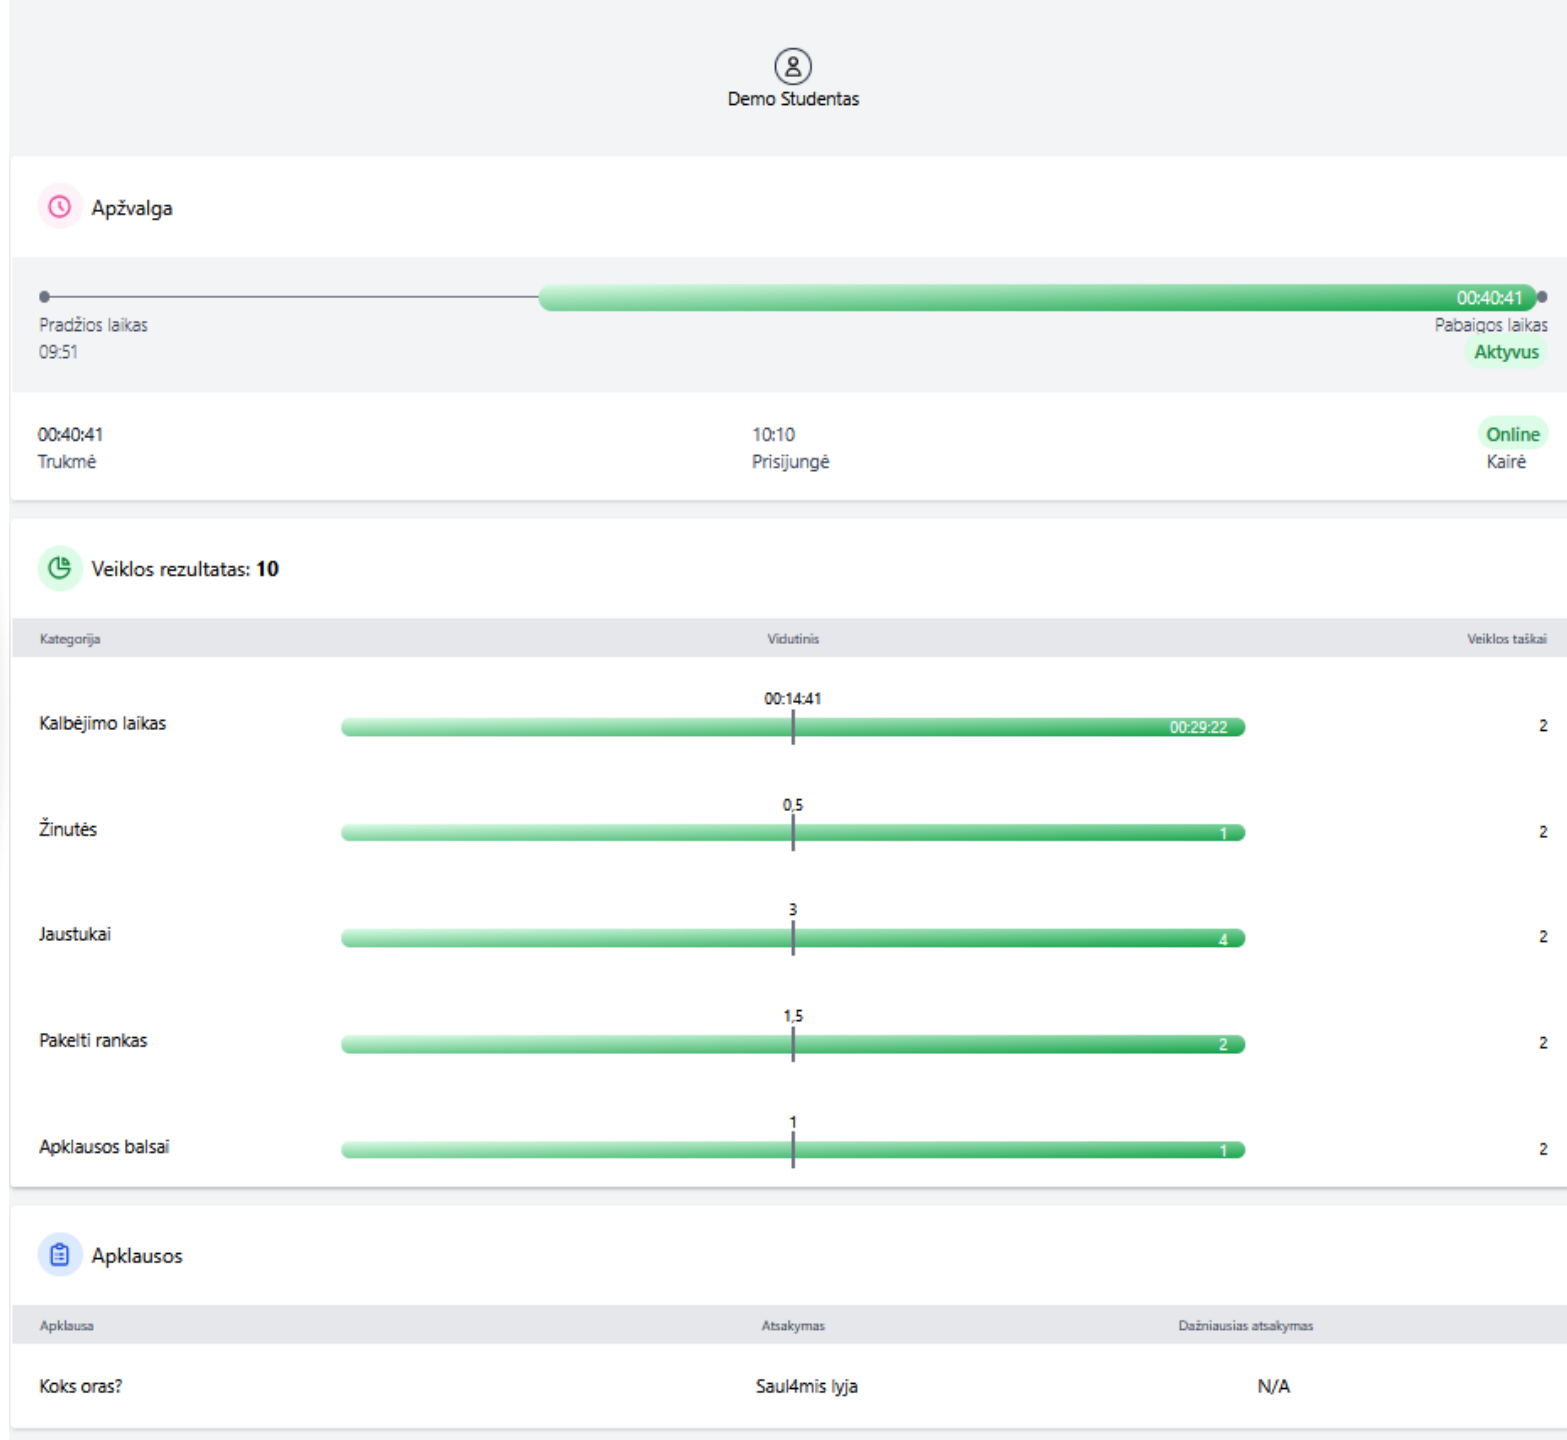 Demo Studentas
Apžvalga
00:40:41
Pradžios laikas
Pabaigos laikas
09:51
Aktyvus
00:40:41
10:10
Online
Trukmė
Prisijungė
Kairė
Veiklos rezultatas: 10
Kategorija
Vidutinis
Veiklos taškai
00:14:41
Kalbėjimo laikas
00:29:22
2
0,5
Žinutės
1
2
3
Jaustukai
4
2
1,5
Pakelti rankas
2
2
1
Apklausos balsai
1
2
Apklausos
Apklausa
Atsakymas
Dažniausias atsakymas
Koks oras?
Saul4mis lyja
N/A